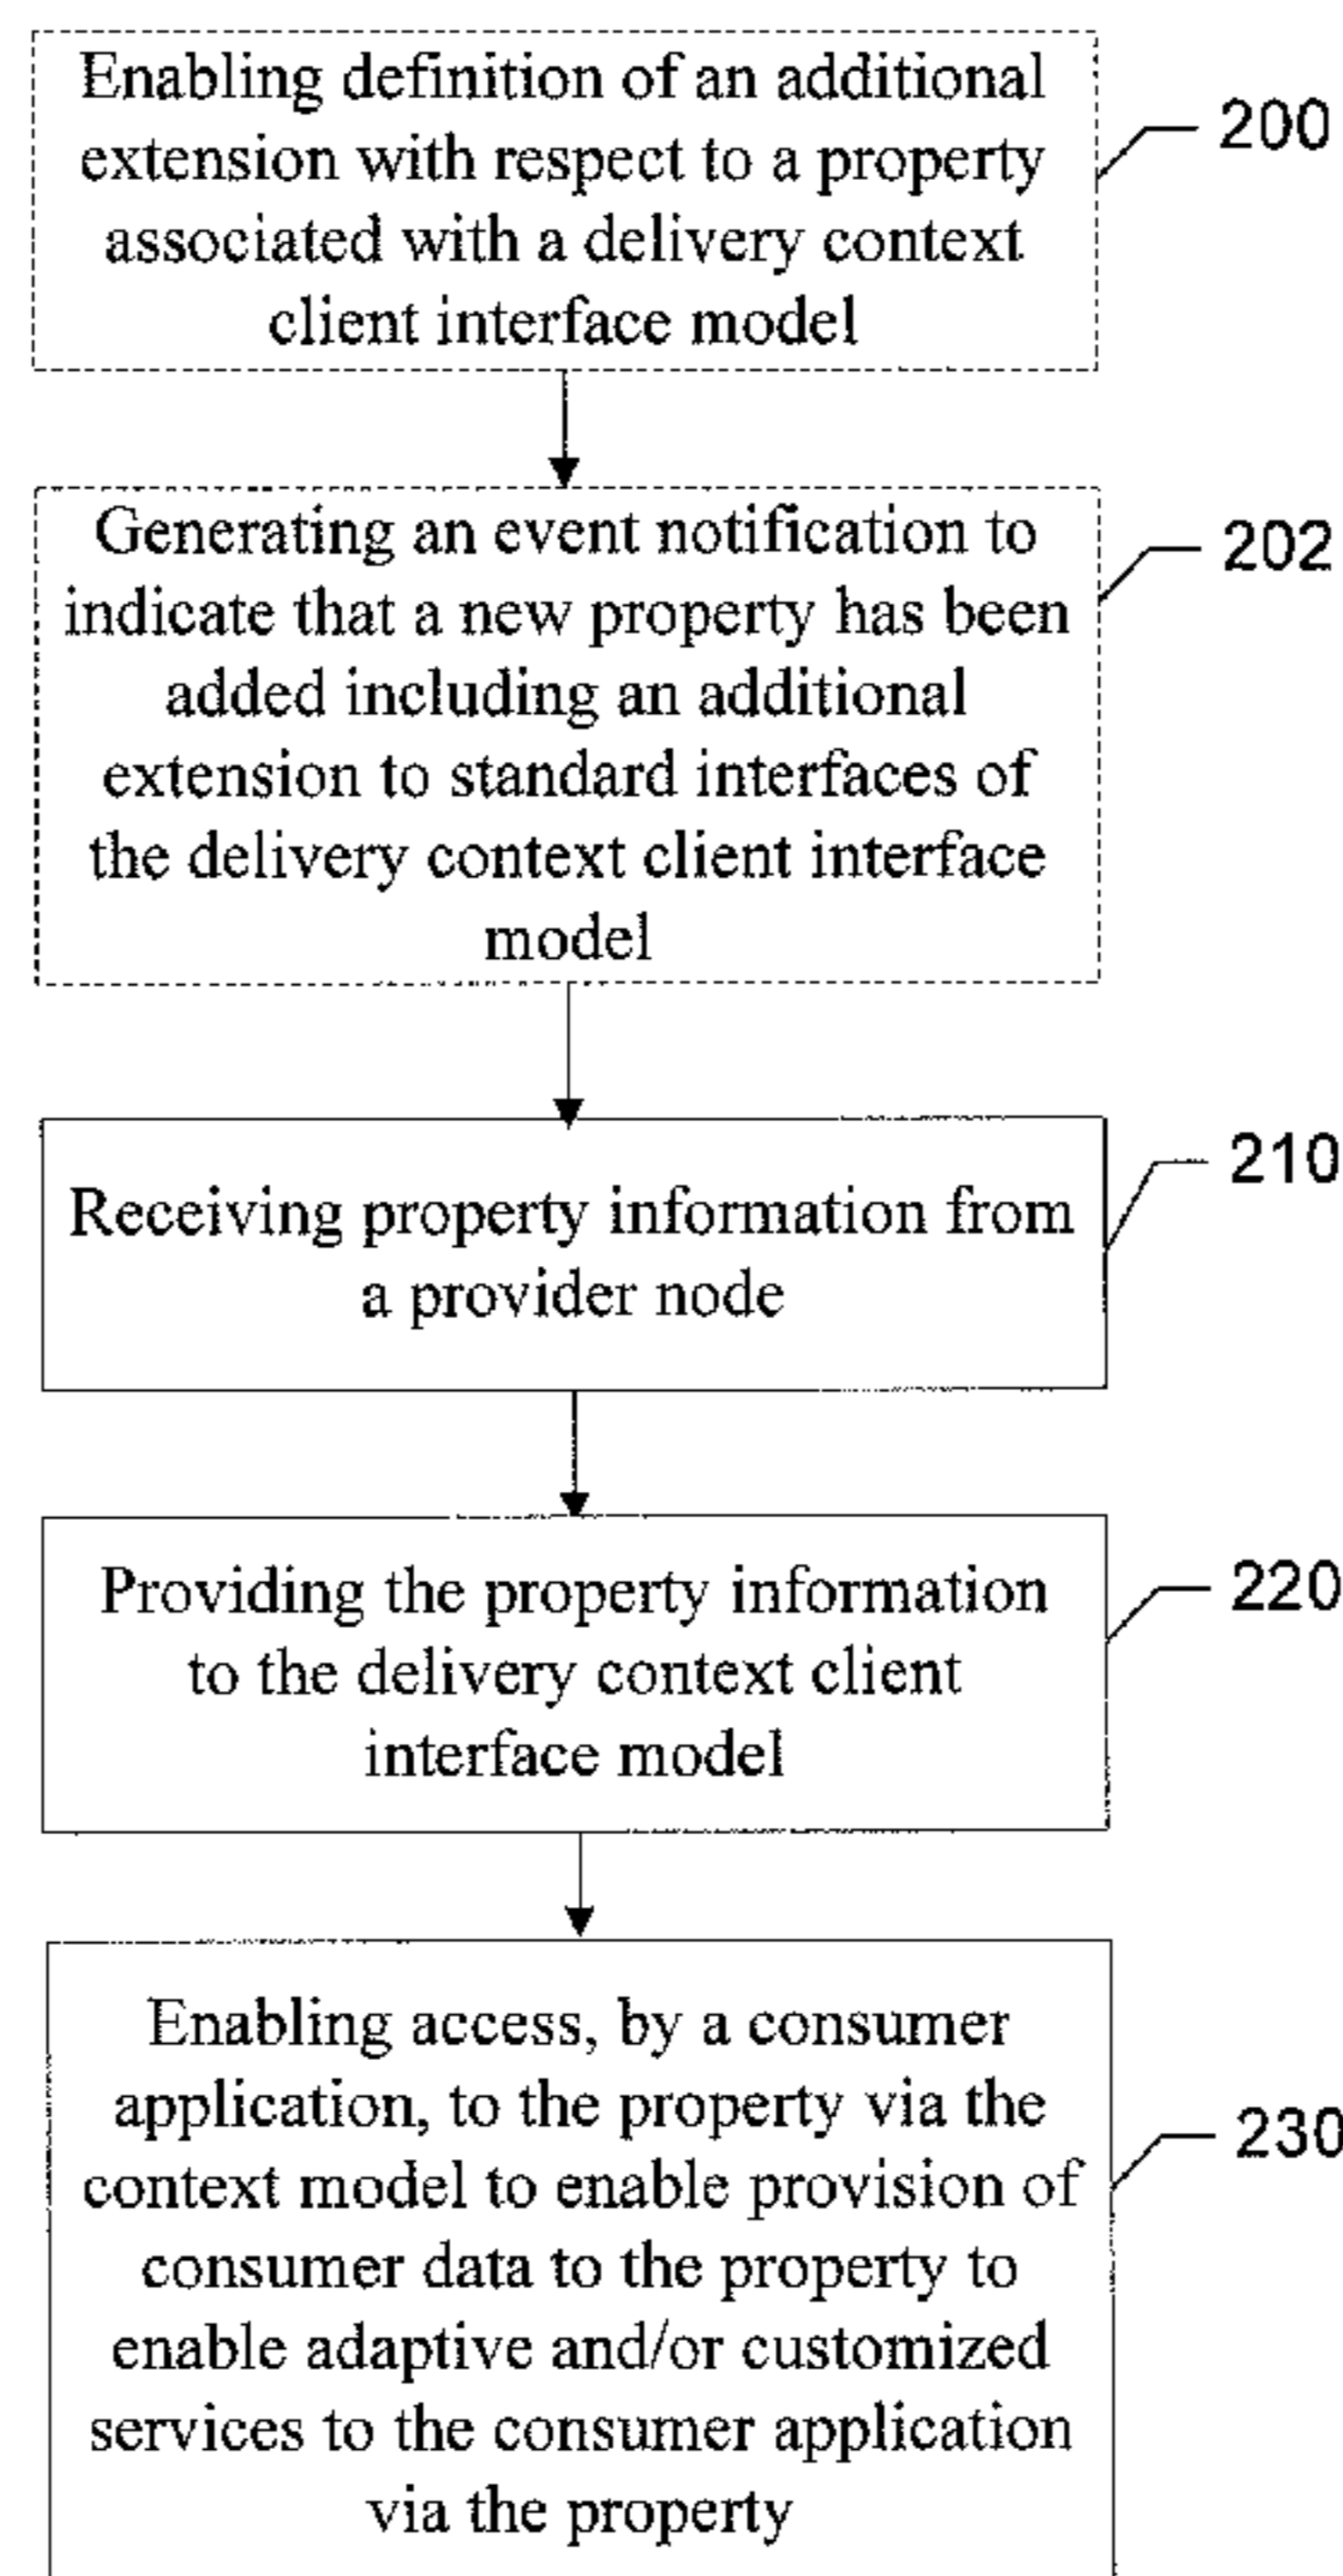 Enabling definition of an additional
extension with respect to a property
associated with a delivery context
client interface model
200
Generating an event notification to
indicate that a new property has been
added including an additional
extension to standard interfaces of
the delivery context client interface
model
202
Receiving property information from
a provider node
210
Providing the property information
to the delivery context client
interface model
220
Enabling access, by a consumer
application, to the property via the
context model to enable provision of
consumer data to the property to
enable adaptive and/or customized
services to the consumer application
via the property
230